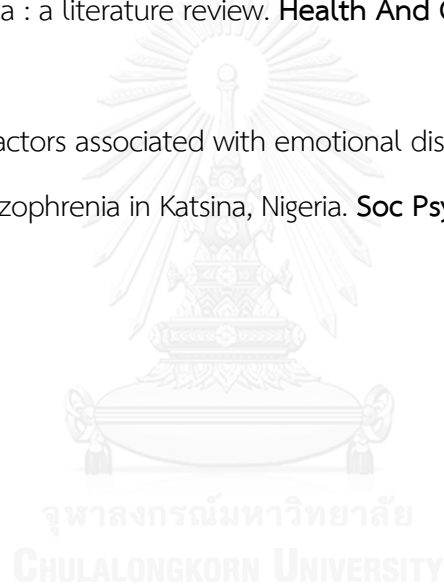 a : a literature review. Health And
actors associated with emotional dis
zophrenia in Katsina, Nigeria. Soc Psy
จุฬาลงกรณ์มหาวิทยาลัย
CHULALONGKORN UNIVERSITY